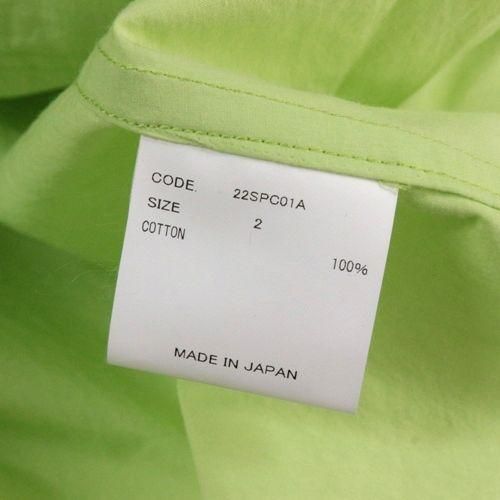 CODE. 22SPC01A
SIZE 2
COTTON
100%
MADE IN JAPAN